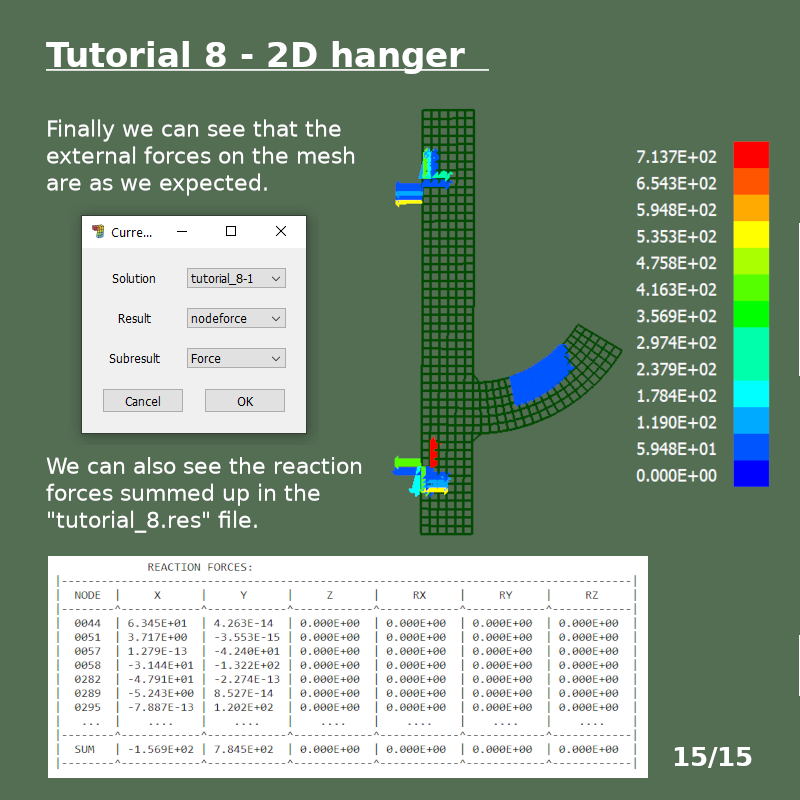 Tutorial 8 - 2D hanger
Finally we can see that the
external forces on the mesh
are as we expected.
Curre...
Solution tutorial_8-1
Result nodeforce
Subresult Force
Cancel OK
7.137E+02
6.543E+02
5.948E+02
5.353E+02
4.758E+02
4.163E+02
3.569E+02
2.974E+02
2.379E+02
1.784E+02
1.190E+02
5.948E+01
0.000E+00
We can also see the reaction
forces summed up in the
"tutorial_8.res" file.
REACTION FORCES:
|-------------------------------------------------------------------------------|
| NODE | X | Y | Z | RX | RY | RZ |
|-------^-----------^-----------^-----------^-----------^-----------^-----------|
| 0044 | 6.345E+01 | 4.263E-14 | 0.000E+00 | 0.000E+00 | 0.000E+00 | 0.000E+00 |
| 0051 | 3.717E+00 | -3.553E-15 | 0.000E+00 | 0.000E+00 | 0.000E+00 | 0.000E+00 |
| 0057 | 1.279E-13 | -4.240E+01 | 0.000E+00 | 0.000E+00 | 0.000E+00 | 0.000E+00 |
| 0058 | -3.144E+01 | -1.322E+02 | 0.000E+00 | 0.000E+00 | 0.000E+00 | 0.000E+00 |
| 0282 | -4.791E+01 | -2.274E-13 | 0.000E+00 | 0.000E+00 | 0.000E+00 | 0.000E+00 |
| 0289 | -5.243E+00 | 8.527E-14 | 0.000E+00 | 0.000E+00 | 0.000E+00 | 0.000E+00 |
| 0295 | -7.887E-13 | 1.202E+02 | 0.000E+00 | 0.000E+00 | 0.000E+00 | 0.000E+00 |
| ... | .... | .... | .... | .... | .... | .... |
|-------^-----------^-----------^-----------^-----------^-----------^-----------|
| SUM | -1.569E+02 | 7.845E+02 | 0.000E+00 | 0.000E+00 | 0.000E+00 | 0.000E+00 |
|-------^-----------^-----------^-----------^-----------^-----------^-----------|
15/15